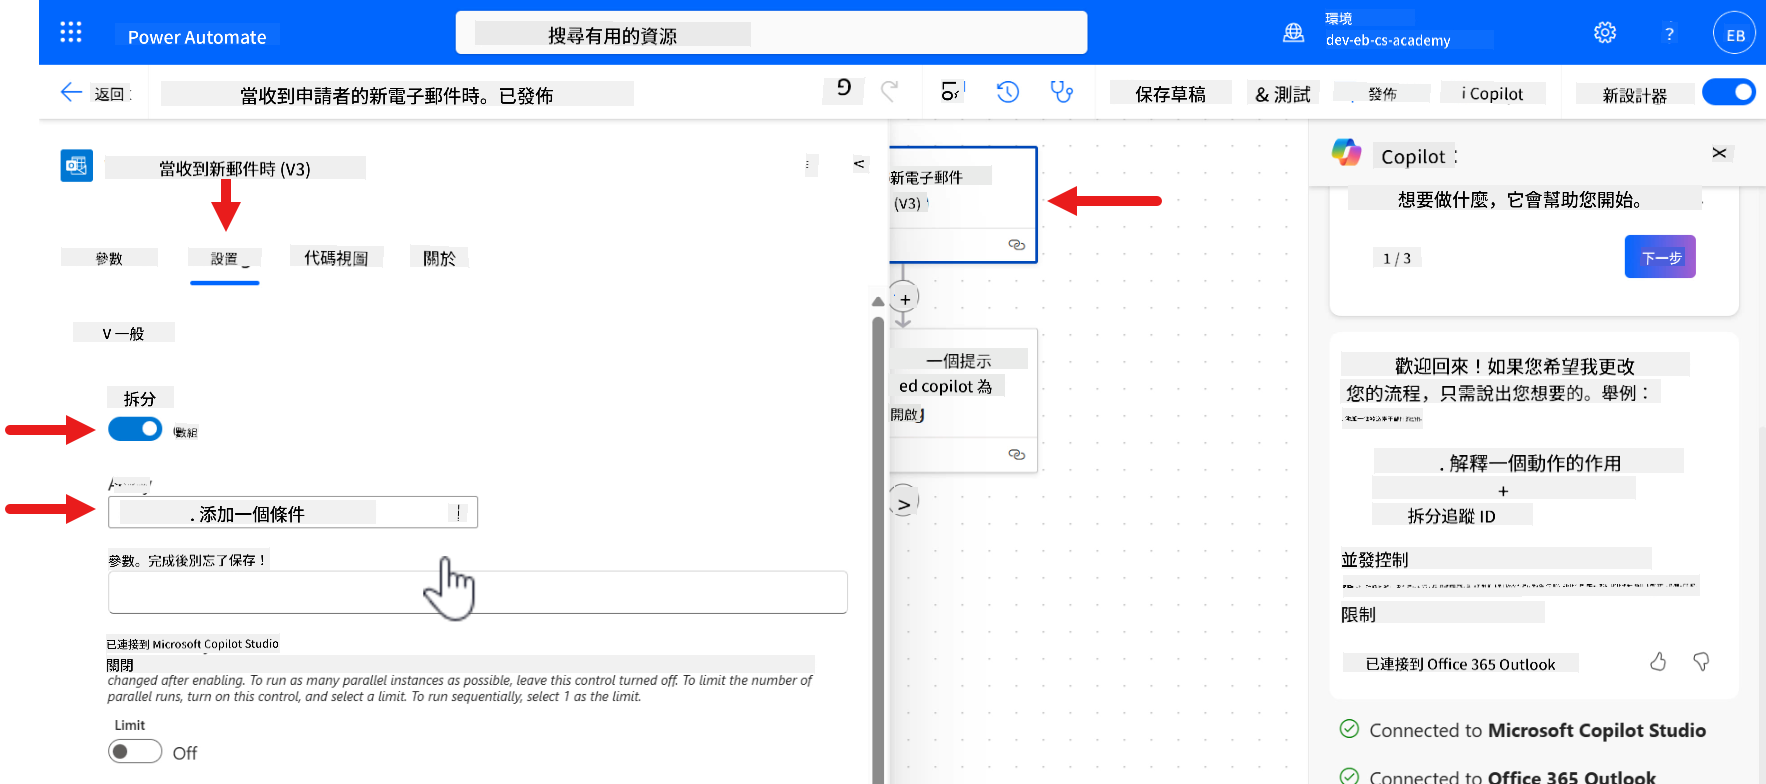 Power Automate
搜尋有用的資源
環境
dev-eb-cs-academy
?
EB
返回
當收到申請者的新電子郵件時。已發佈
保存草稿
& 測試
發佈
i Copilot
新設計器
當收到新郵件時 (V3)
<
參數
設置
代碼視圖
關於
V 一般
拆分
數組
. 添加一個條件
參數。完成後別忘了保存！
已連接到 Microsoft Copilot Studio
關閉
changed after enabling. To run as many parallel instances as possible, leave this control turned off. To limit the number of
parallel runs, turn on this control, and select a limit. To run sequentially, select 1 as the limit.
Limit
Off
新電子郵件
(V3)
+
一個提示
ed copilot 為
開啟
>
Copilot :
想要做什麼，它會幫助您開始。
1 / 3
下一步
歡迎回來！如果您希望我更改
您的流程，只需說出您想要的。舉例：
. 解釋一個動作的作用
+
拆分追蹤 ID
並發控制
限制
已連接到 Office 365 Outlook
Connected to Microsoft Copilot Studio
Connected to Office 365 Outlook